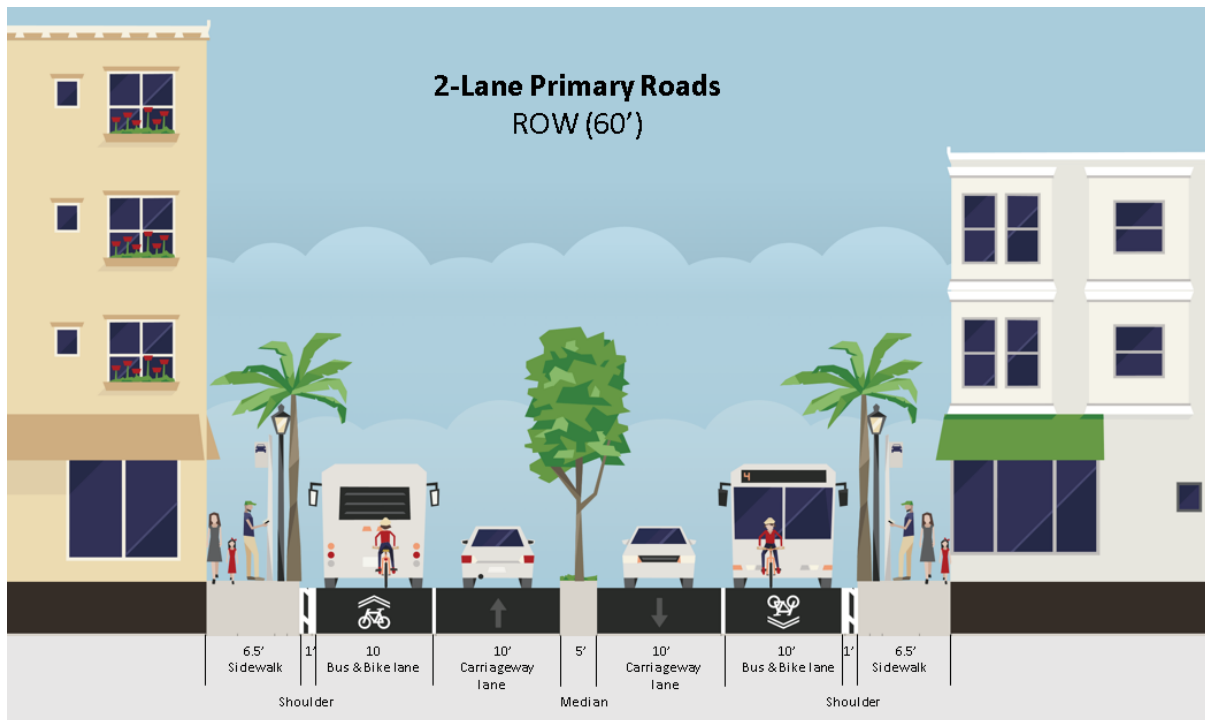 2-Lane Primary Roads
ROW (60’)
4
6.5’ 1’ 10 10’ 5’ 10’ 10’ 1’ 6.5’
Sidewalk Bus & Bike lane Carriageway Carriageway Bus & Bike lane Sidewalk
lane lane
Shoulder Median Shoulder